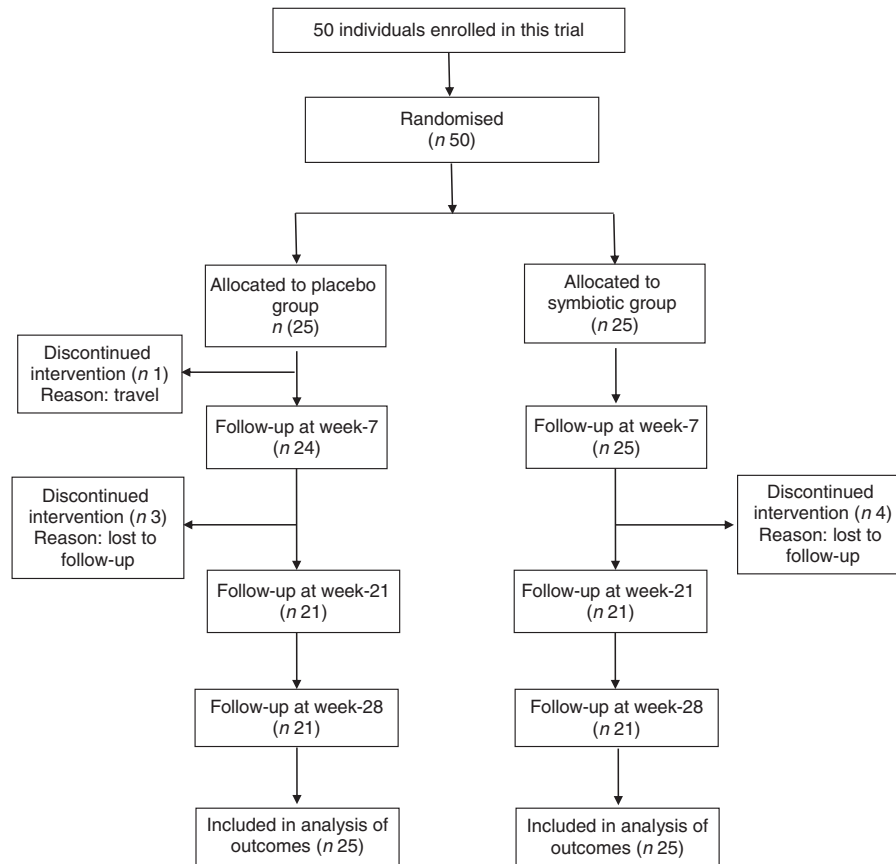 50 individuals enrolled in this trial
Randomised
(n 50)
Allocated to placebo
group
n (25)
Allocated to
symbiotic group
(n 25)
Discontinued
intervention (n 1)
Reason: travel
Follow-up at week-7
(n 24)
Follow-up at week-7
(n 25)
Discontinued
intervention (n 3)
Reason: lost to
follow-up
Discontinued
intervention (n 4)
Reason: lost to
follow-up
Follow-up at week-21
(n 21)
Follow-up at week-21
(n 21)
Follow-up at week-28
(n 21)
Follow-up at week-28
(n 21)
Included in analysis of
outcomes (n 25)
Included in analysis of
outcomes (n 25)